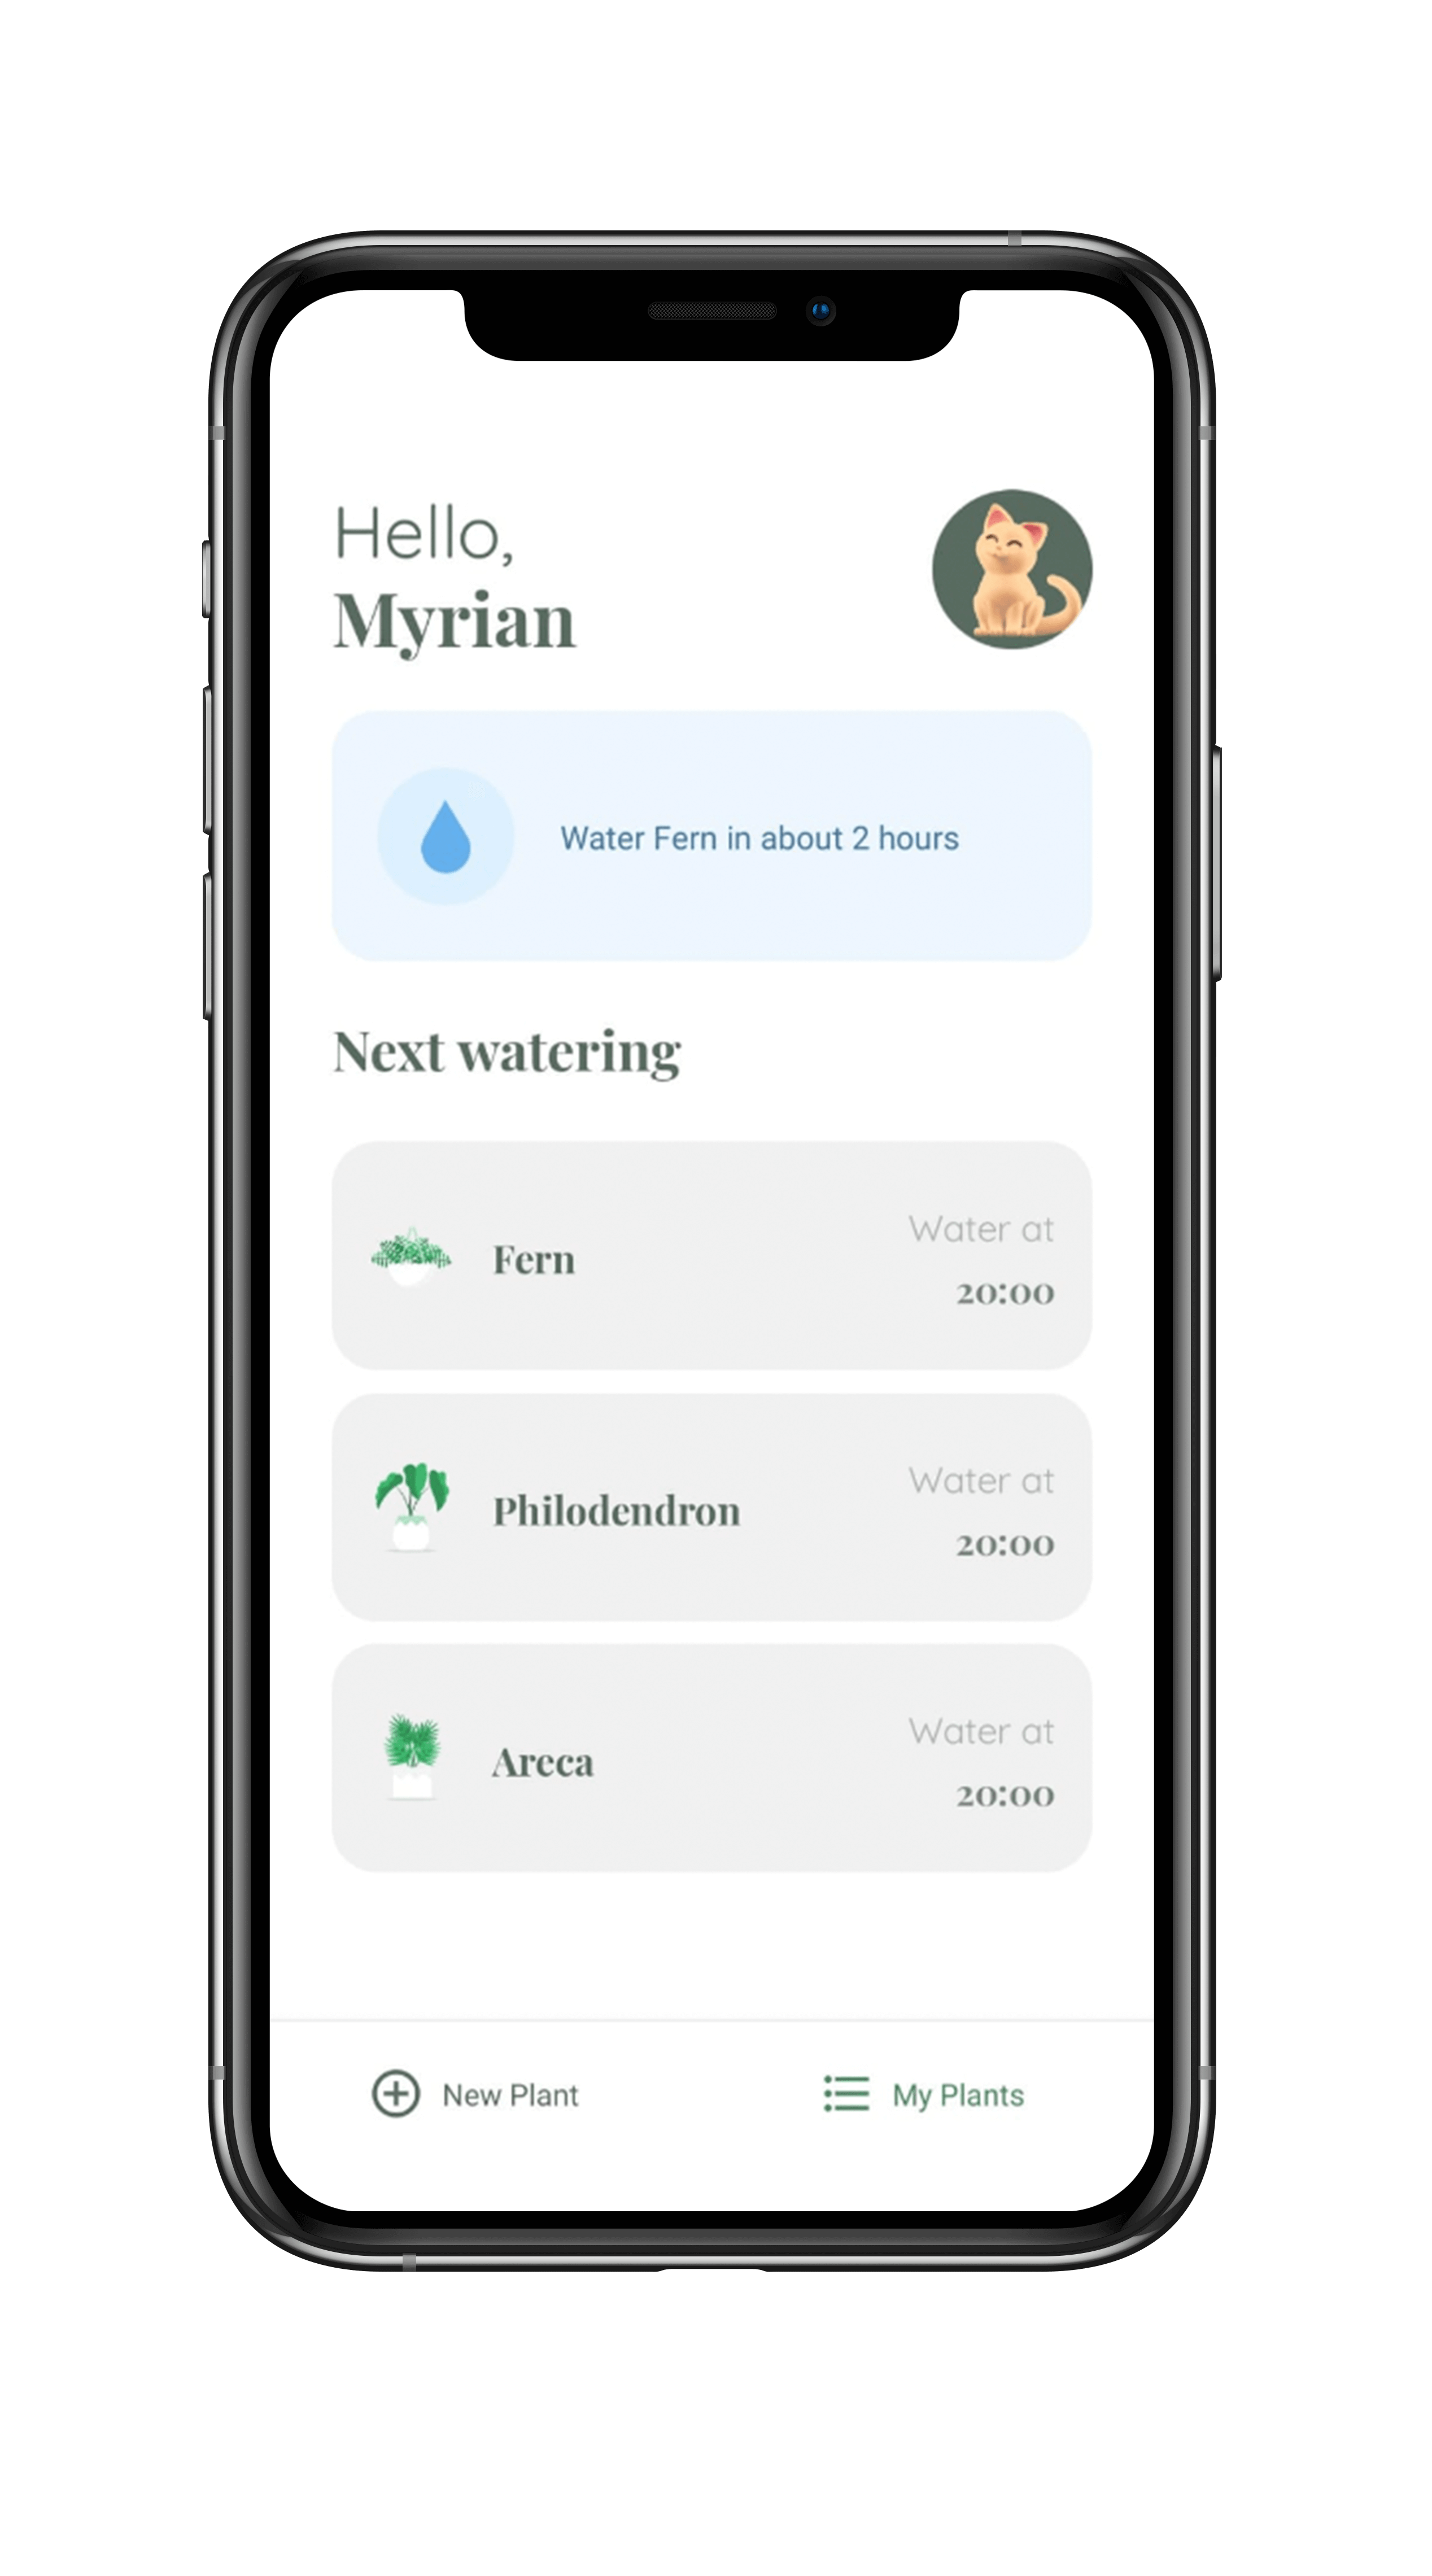 Hello,
Myrian
Water Fern in about 2 hours
Next watering
Fern
Water at
20:00
Philodendron
Water at
20:00
Areca
Water at
20:00
New Plant
My Plants